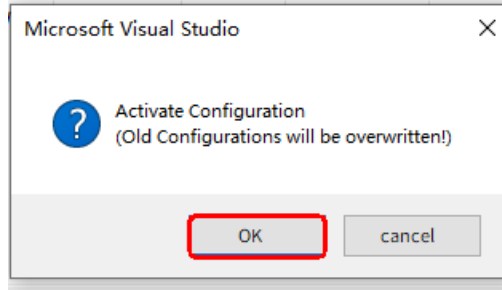 Microsoft Visual Studio
Activate Configuration
(Old Configurations will be overwritten!)
OK
cancel